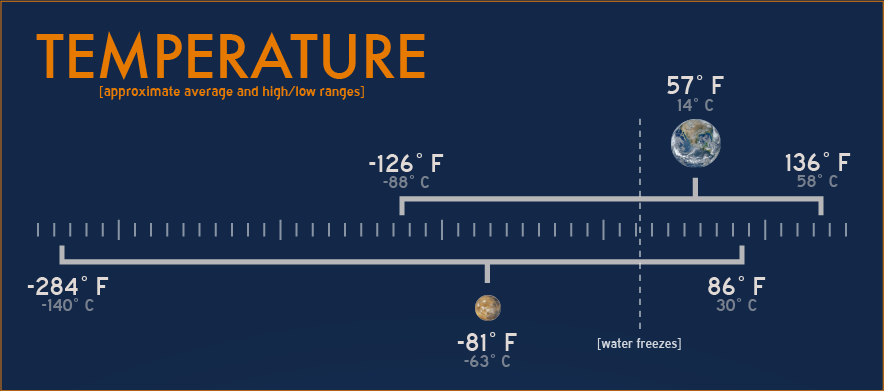 TEMPERATURE
[approximate average and high/low ranges]
57° F
14° C
-126° F
-88° C
136° F
58° C
-284° F
-140° C
86° F
30° C
-81° F
-63° C
[water freezes]